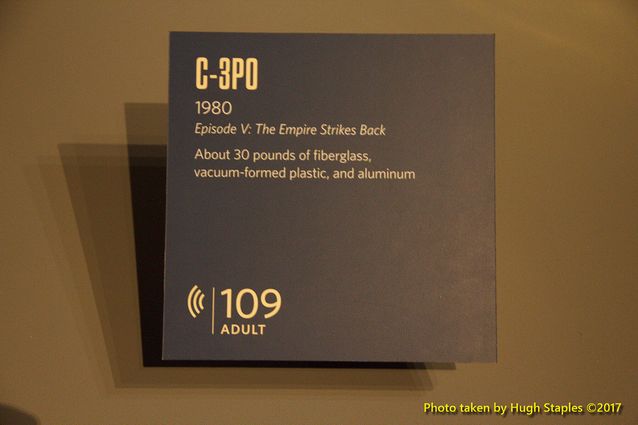 C-3PO
1980
Episode V: The Empire Strikes Back
About 30 pounds of fiberglass,
vacuum-formed plastic, and aluminum
109
ADULT
Photo taken by Hugh Staples ©2017